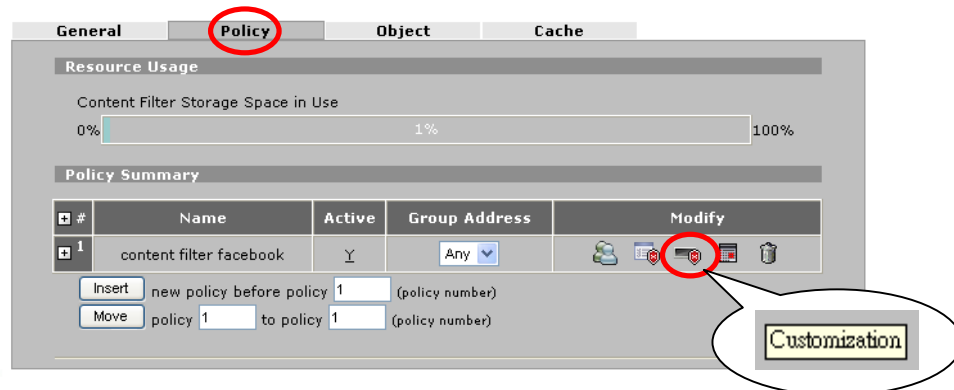 General Policy Object Cache
Resource Usage
Content Filter Storage Space in Use
0% 1% 100%
Policy Summary
# Name Active Group Address Modify
1 content filter facebook Y Any
Insert new policy before policy 1 (policy number)
Move policy 1 to policy 1 (policy number)
Customization